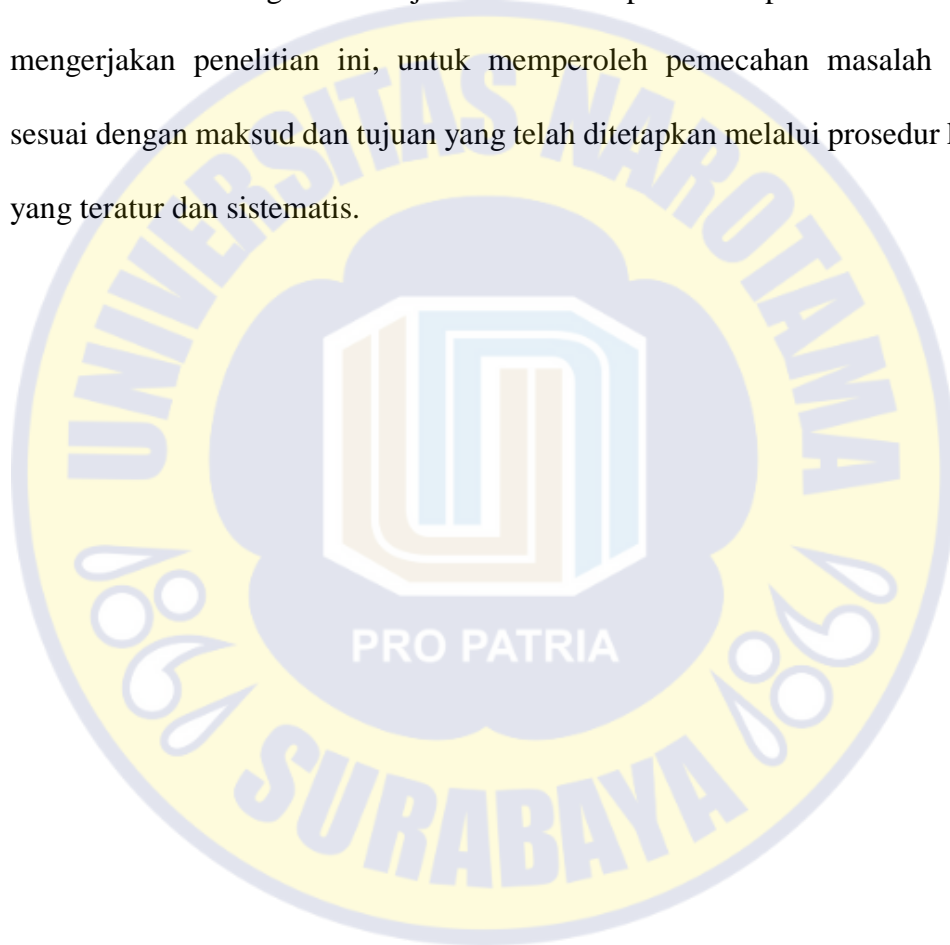 mengerjakan penelitian ini, untuk memperoleh pemecahan masalah
sesuai dengan maksud dan tujuan yang telah ditetapkan melalui prosedur
yang teratur dan sistematis.
UNIVERSITAS NAROTAMA
PRO PATRIA
SURABAYA